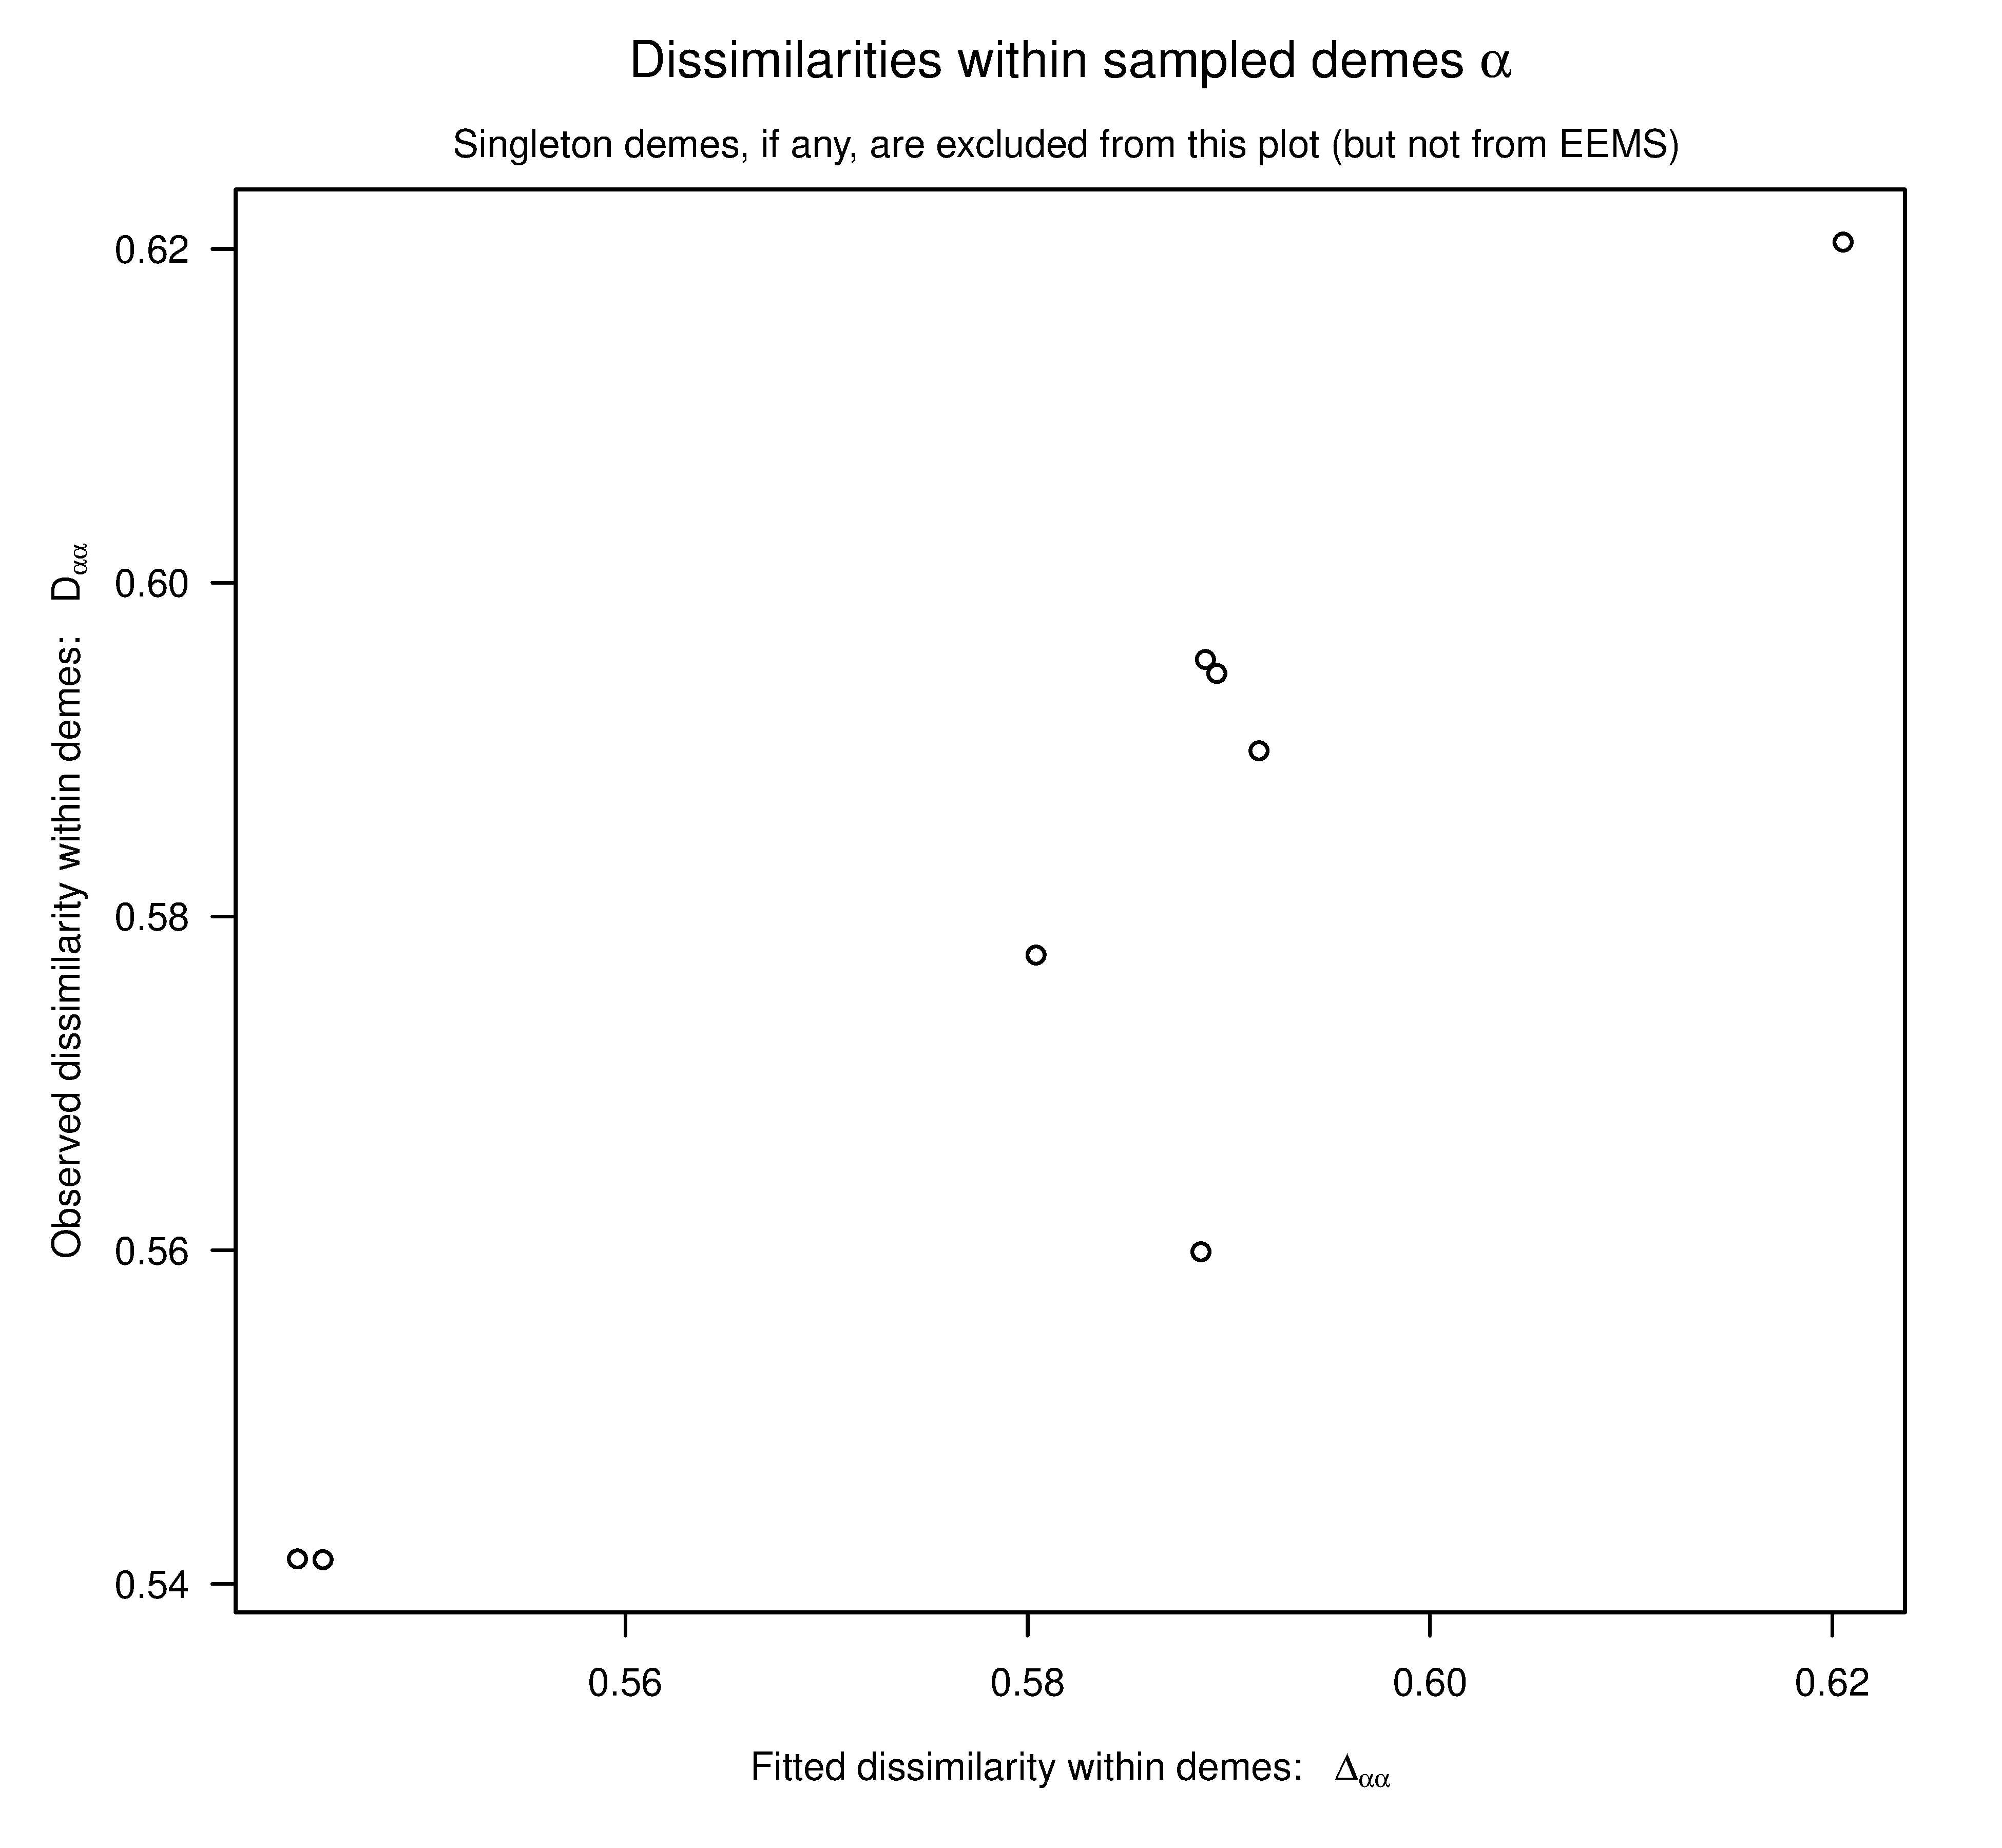 Dissimilarities within sampled demes α
Singleton demes, if any, are excluded from this plot (but not from EEMS)
Observed dissimilarity within demes: Dαα
0.62
0.60
0.58
0.56
0.54
0.56 0.58 0.60 0.62
Fitted dissimilarity within demes: Δαα